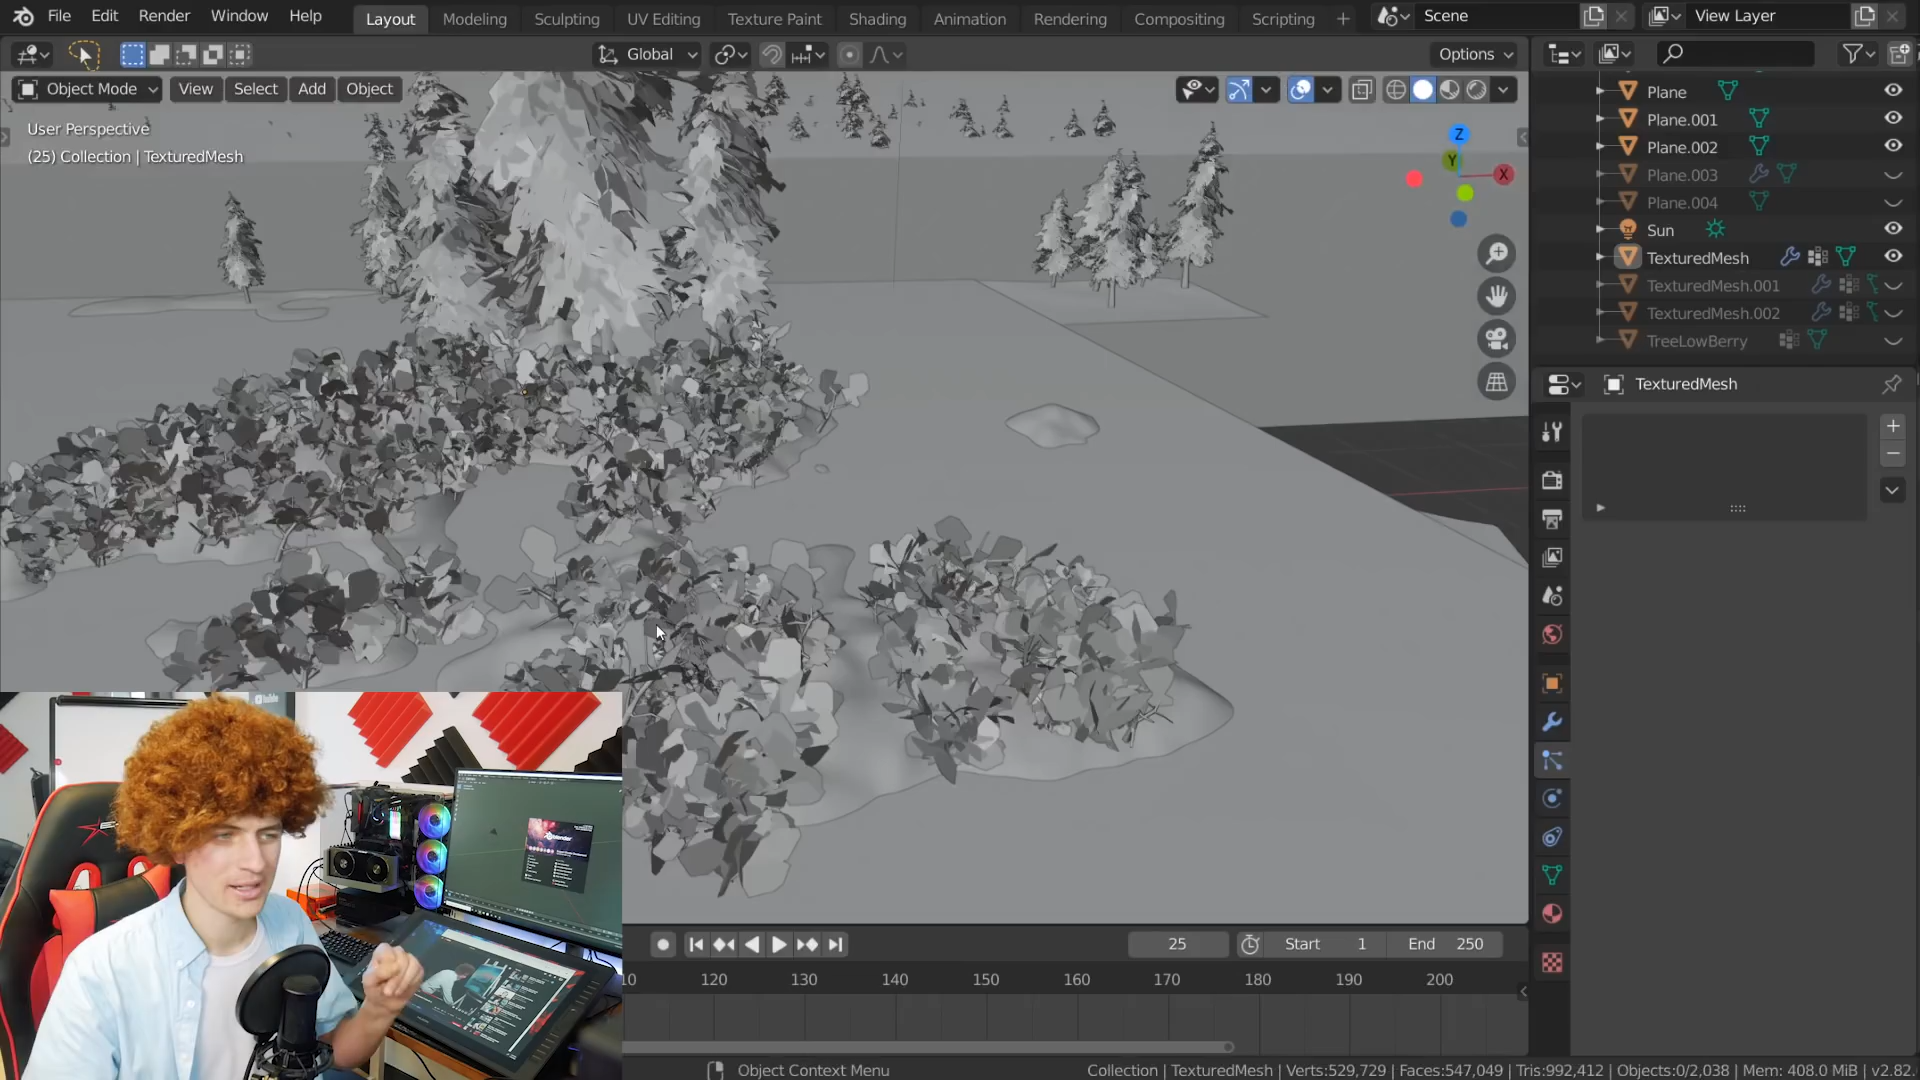 File Edit Render Window Help Layout Modeling Sculpting UV Editing Texture Paint Shading Animation Rendering Compositing Scripting + Scene View Layer
Global Options
Object Mode View Select Add Object
User Perspective
(25) Collection | TexturedMesh
Z
Y
X
Plane
Plane.001
Plane.002
Plane.003
Plane.004
Sun
TexturedMesh
TexturedMesh.001
TexturedMesh.002
TreeLowBerry
TexturedMesh
25 Start 1 End 250
10 120 130 140 150 160 170 180 190 200
Object Context Menu Collection | TexturedMesh | Verts:529,729 | Faces:547,049 | Tris:992,412 | Objects:0/2,038 | Mem: 408.0 MiB | v2.82.